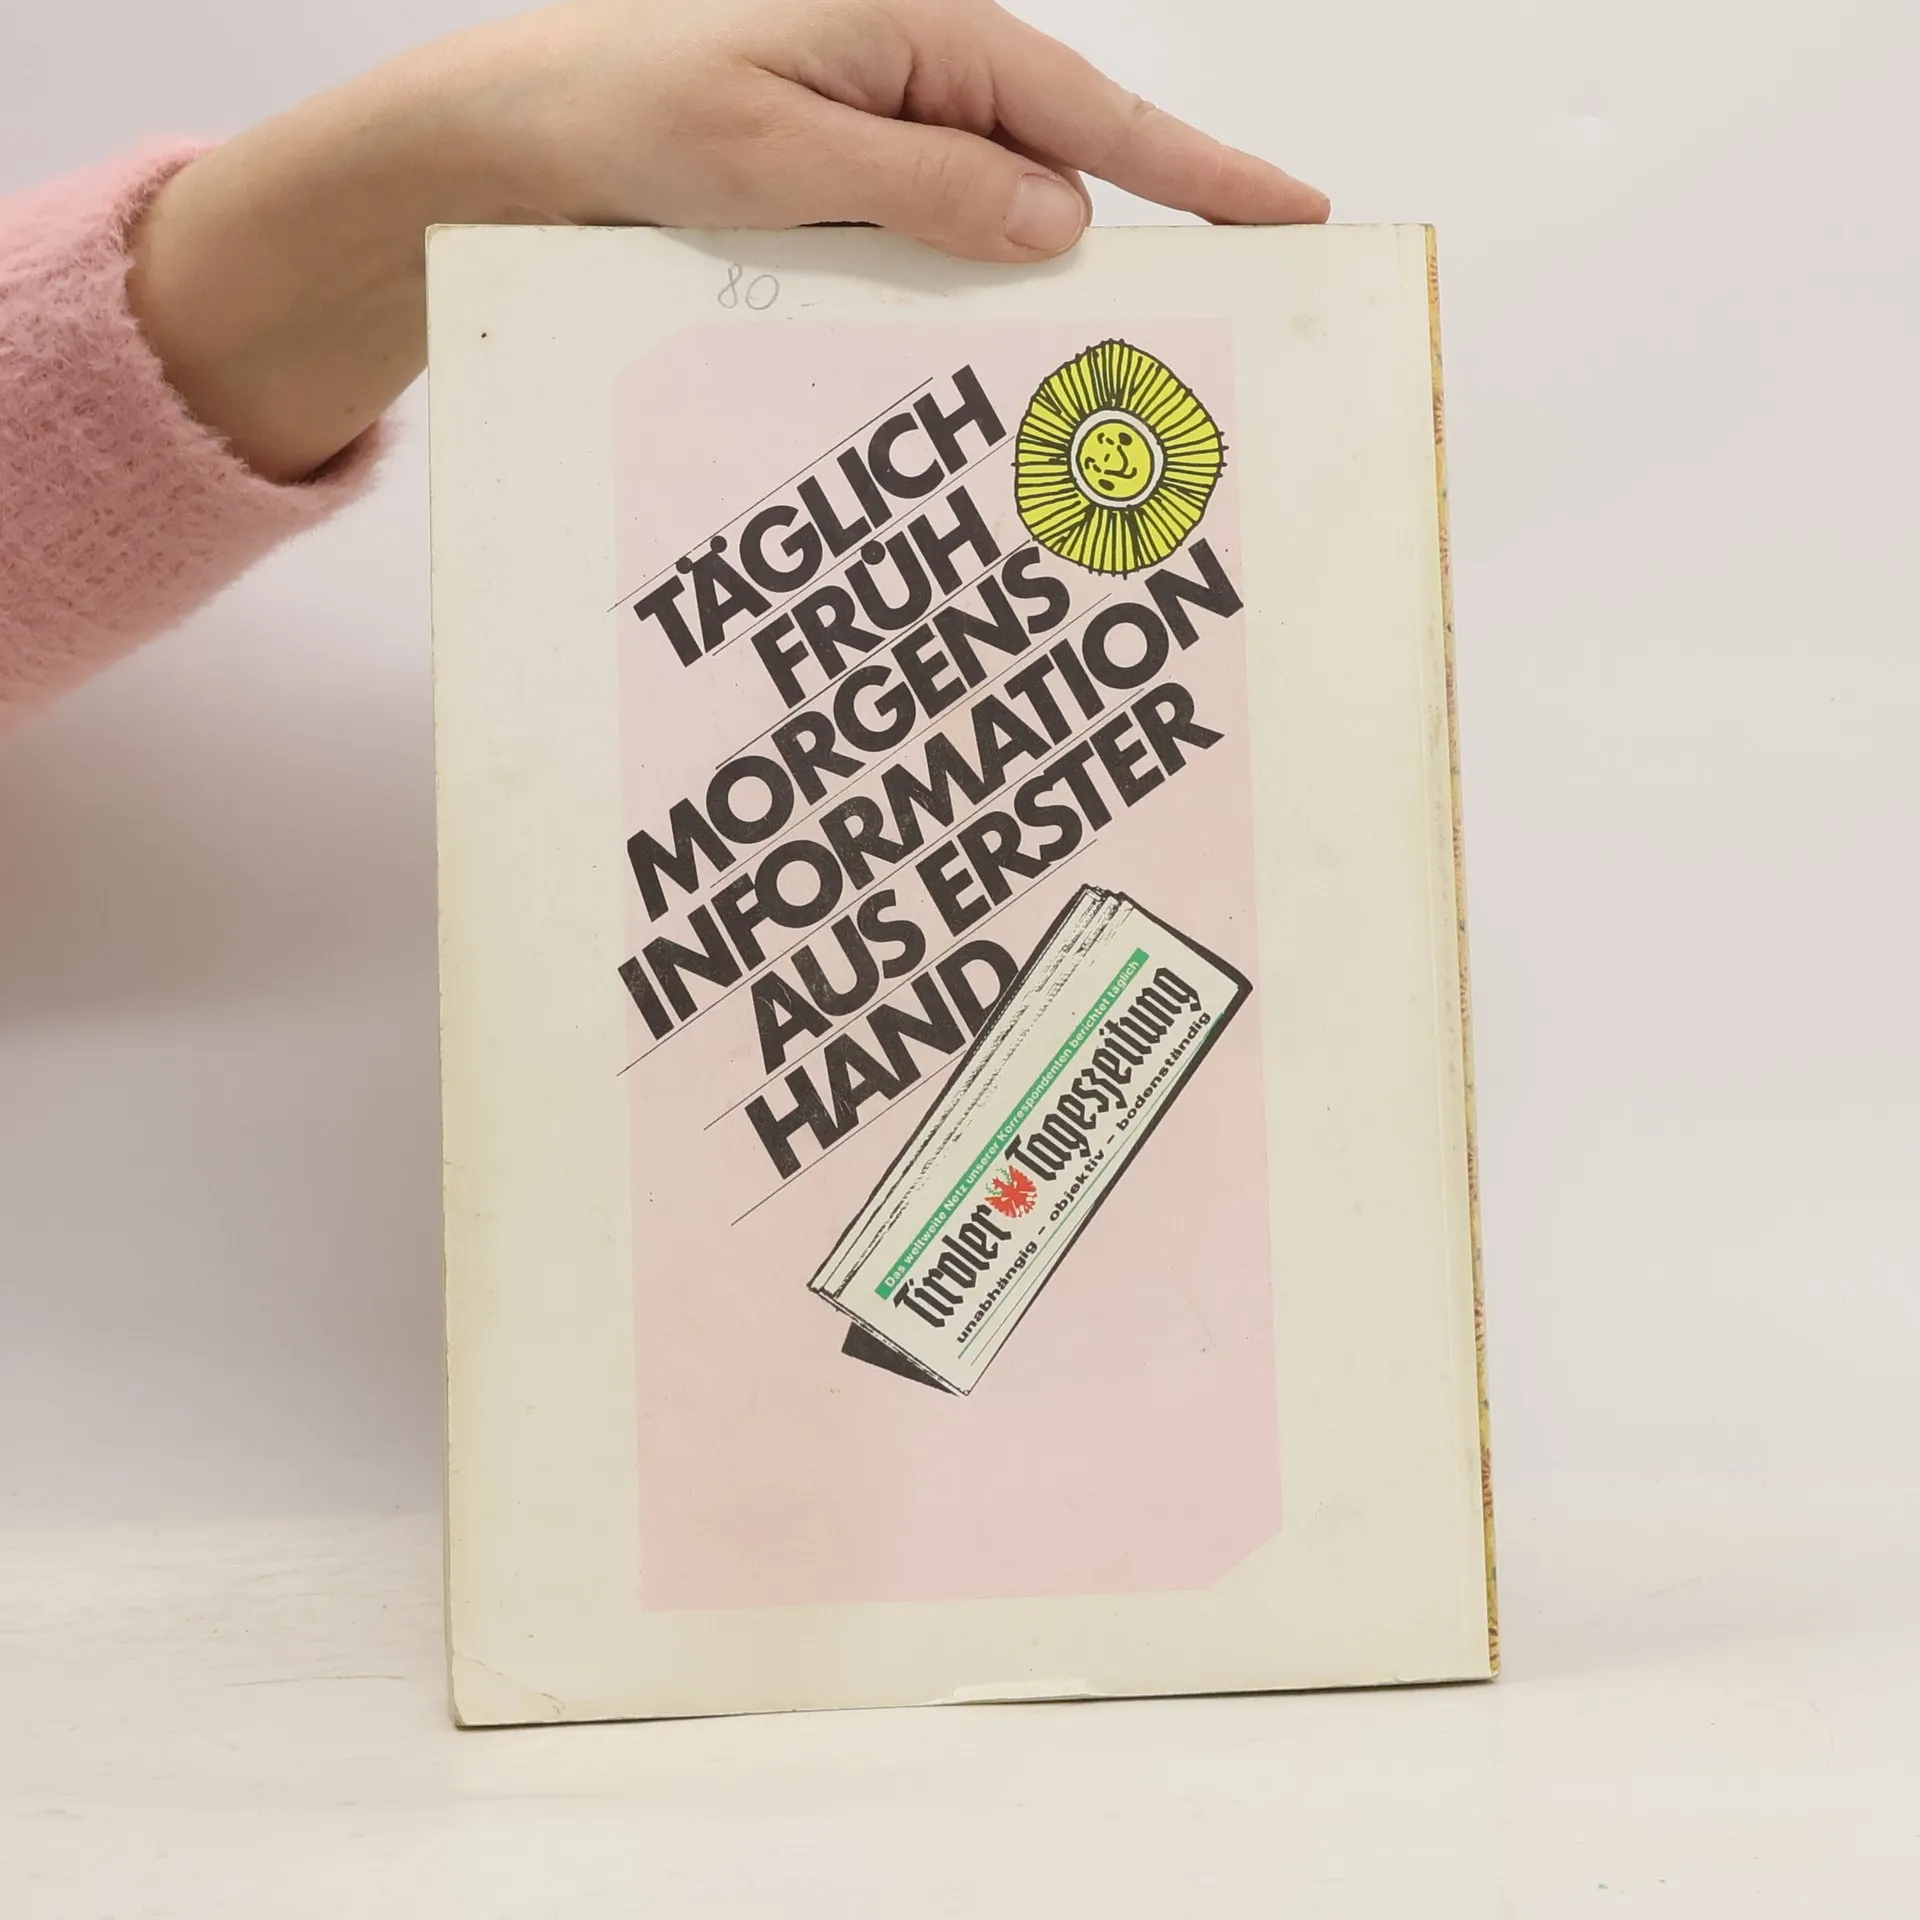 80 –
TÄGLICH
FRÜH
MORGENS
INFORMATION
AUS ERSTER
HAND
Das weltweite Netz unserer Korrespondenten berichtet täglich
Tiroler Tageszeitung
unabhängig – objektiv – bodenständig